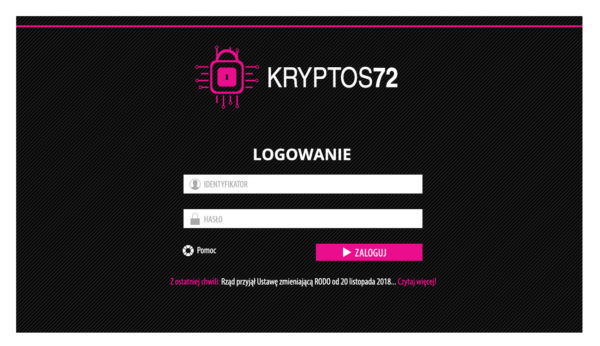 KRYPTOS72
LOGOWANIE
IDENTYFIKATOR
HASŁO
Pomoc
ZALOGUJ
Z ostatniej chwili: Rząd przyjął Ustawę zmieniającą RODO od 20 listopada 2018... Czytaj więcej!